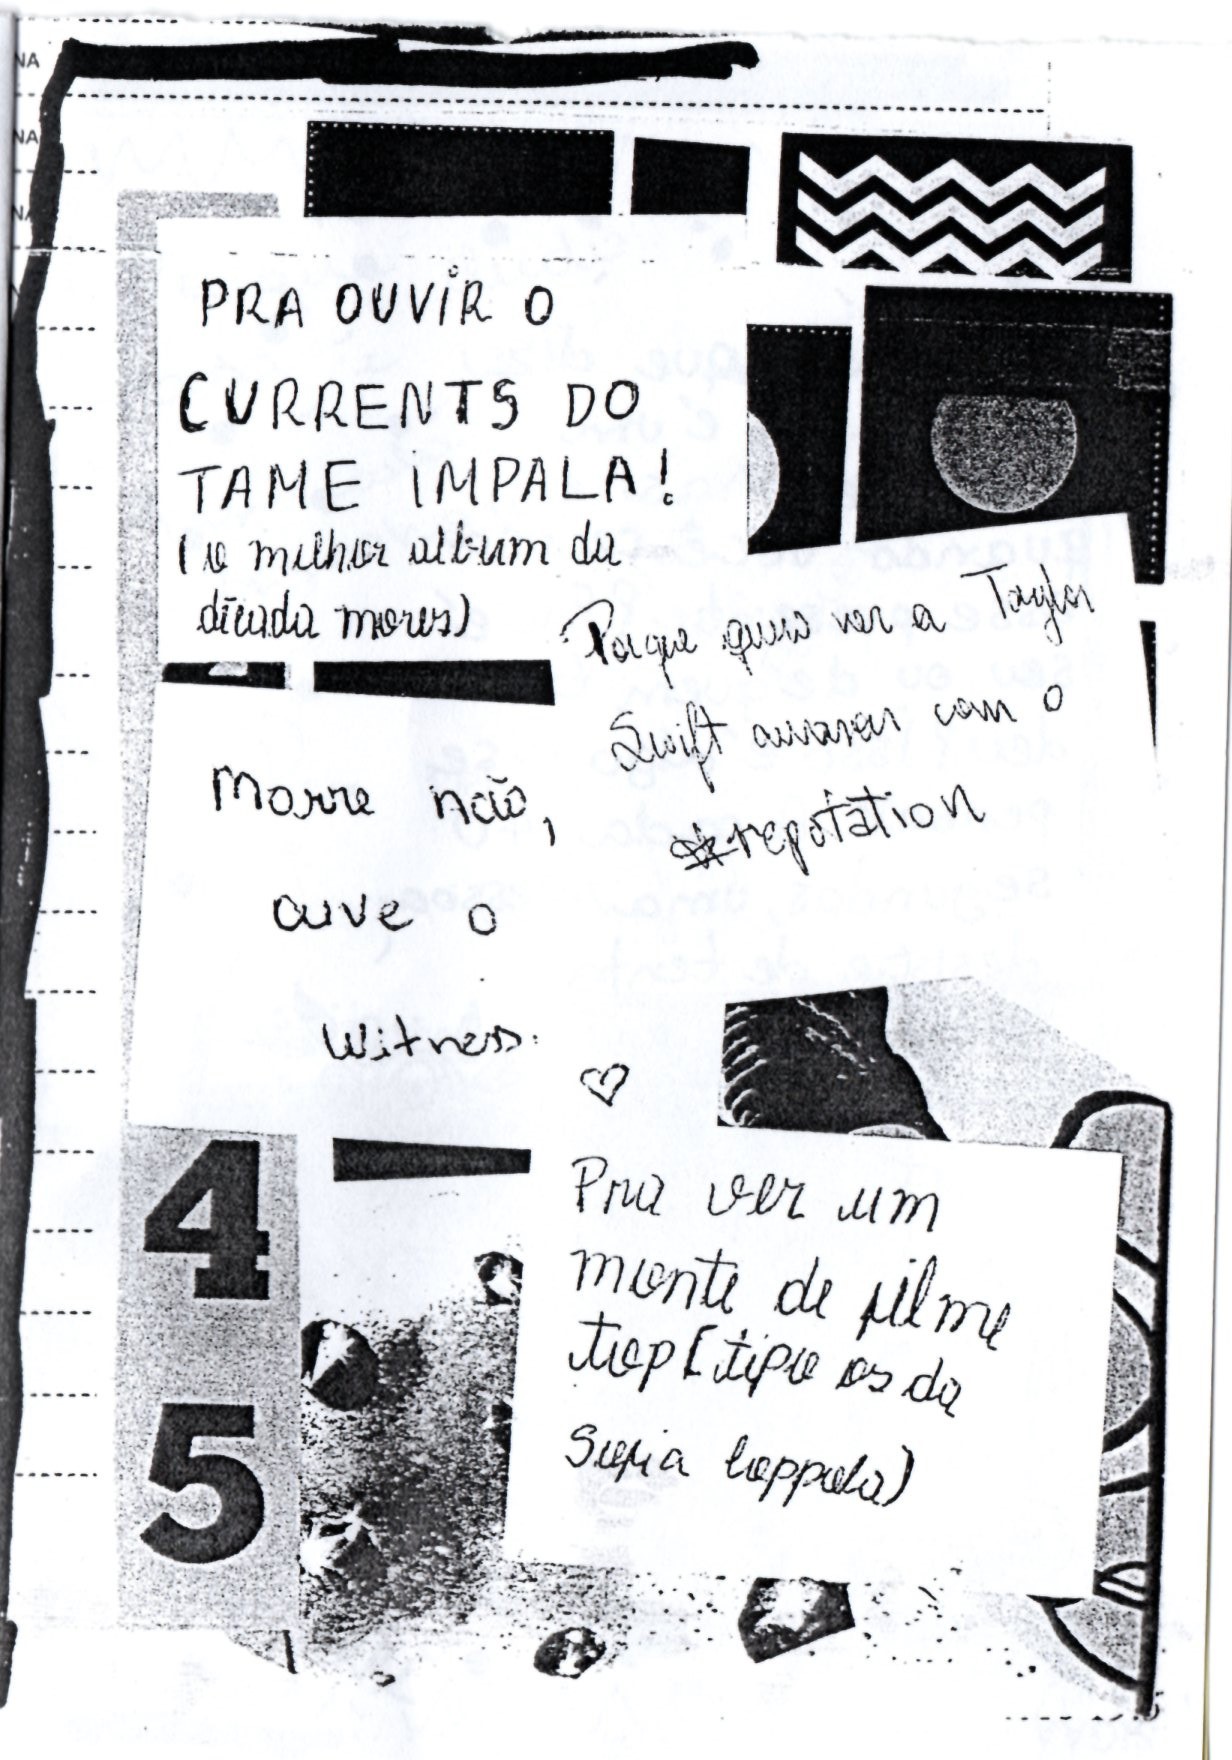 NA
NA
NA
PRA OUVIR O
CURRENTS DO
TAME IMPALA!
(o melhor album da
década mores)
Porque quero ver a Taylor
Swift arrasar com o
#reputation
Morre não,
ouve o
Witness.
4
5
Pra ver um
monte de filme
top (tipo os da
Sofia Coppola)